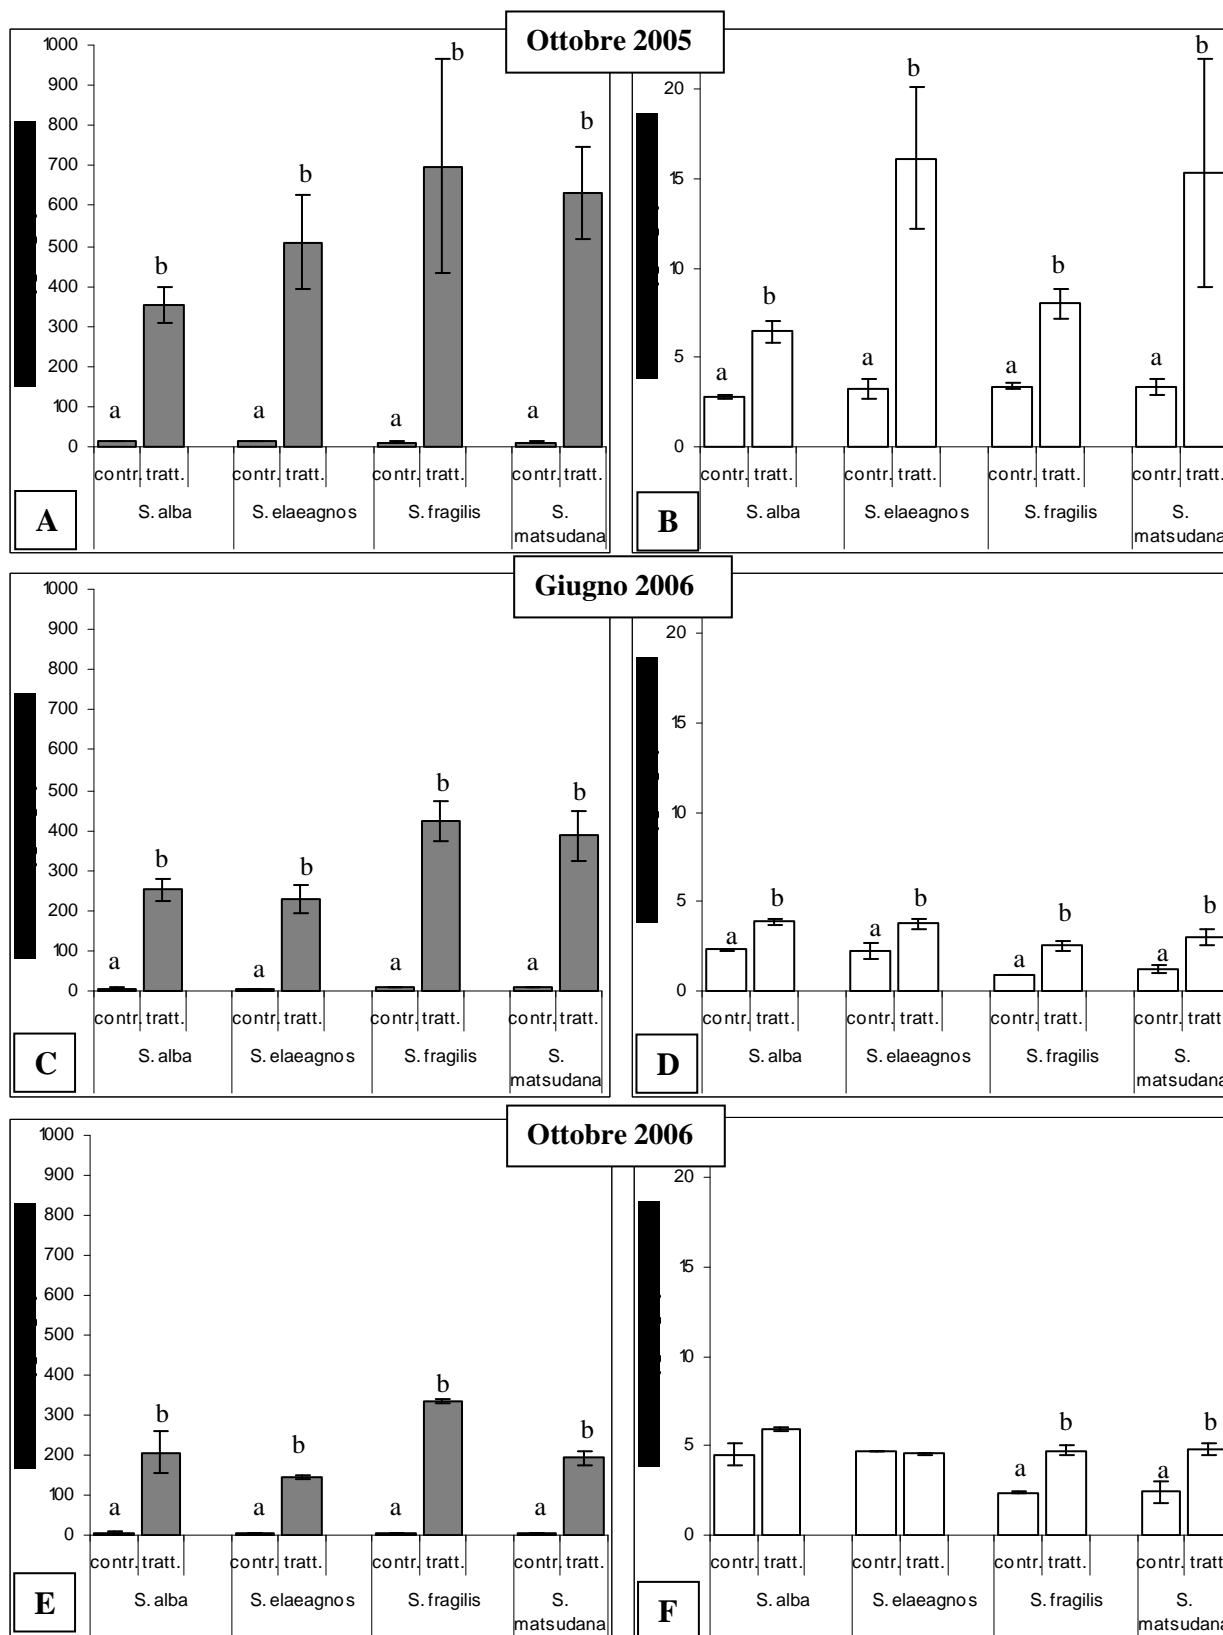 Ottobre 2005
1000
900
800
700
600
500
400
300
200
100
0
a
b
a
b
a
b
a
b
contr. tratt. contr. tratt. contr. tratt. contr. tratt.
S. alba S. elaeagnos S. fragilis S.
matsudana
A
20
15
10
5
0
a
b
a
b
a
b
a
b
contr. tratt. contr. tratt. contr. tratt. contr. tratt.
S. alba S. elaeagnos S. fragilis S.
matsudana
B
Giugno 2006
1000
900
800
700
600
500
400
300
200
100
0
a
b
a
b
a
b
a
b
contr. tratt. contr. tratt. contr. tratt. contr. tratt.
S. alba S. elaeagnos S. fragilis S.
matsudana
C
20
15
10
5
0
a
b
a
b
a
b
a
b
contr. tratt. contr. tratt. contr. tratt. contr. tratt
S. alba S. elaeagnos S. fragilis S.
matsudana
D
Ottobre 2006
1000
900
800
700
600
500
400
300
200
100
0
a
b
a
b
a
b
a
b
contr. tratt. contr. tratt. contr. tratt. contr. tratt.
S. alba S. elaeagnos S. fragilis S.
matsudana
E
20
15
10
5
0
a
b
a
b
contr. tratt. contr. tratt. contr. tratt. contr. tratt
S. alba S. elaeagnos S. fragilis S.
matsudana
F